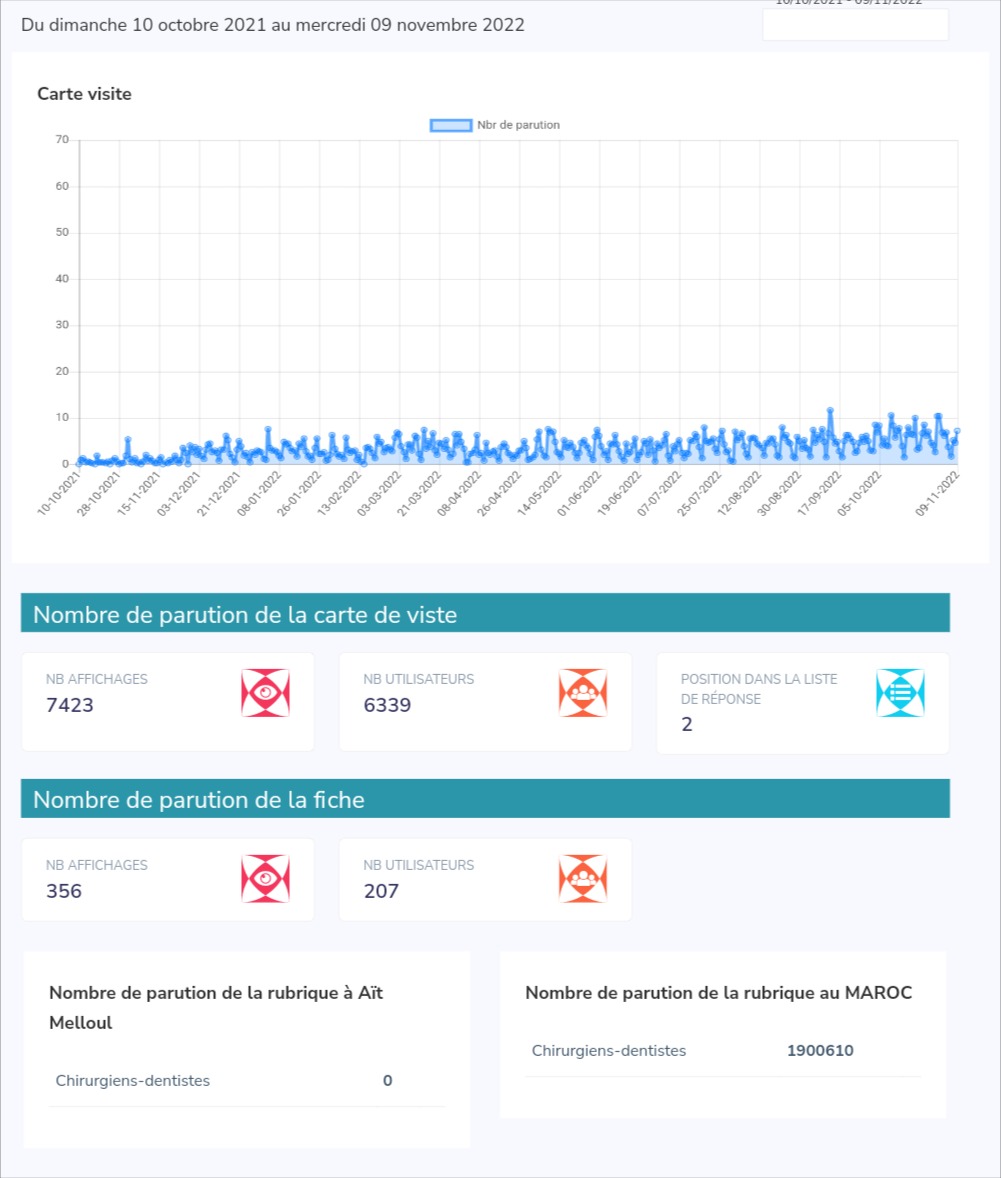 10/10/2021 - 09/11/2022
Du dimanche 10 octobre 2021 au mercredi 09 novembre 2022
Carte visite
Nbr de parution
70
60
50
40
30
20
10
0
10-10-2021
28-10-2021
15-11-2021
03-12-2021
21-12-2021
08-01-2022
26-01-2022
13-02-2022
03-03-2022
21-03-2022
08-04-2022
26-04-2022
14-05-2022
01-06-2022
19-06-2022
07-07-2022
25-07-2022
12-08-2022
30-08-2022
17-09-2022
05-10-2022
09-11-2022
Nombre de parution de la carte de viste
NB AFFICHAGES
7423
NB UTILISATEURS
6339
POSITION DANS LA LISTE
DE RÉPONSE
2
Nombre de parution de la fiche
NB AFFICHAGES
356
NB UTILISATEURS
207
Nombre de parution de la rubrique à Aït
Melloul
Chirurgiens-dentistes 0
Nombre de parution de la rubrique au MAROC
Chirurgiens-dentistes 1900610